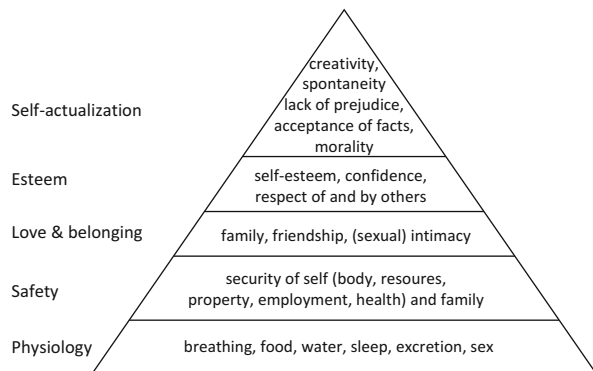 creativity,
spontaneity
Self-actualization
lack of prejudice,
acceptance of facts,
morality
Esteem
self-esteem, confidence,
respect of and by others
Love & belonging
family, friendship, (sexual) intimacy
Safety
security of self (body, resoures,
property, employment, health) and family
Physiology
breathing, food, water, sleep, excretion, sex